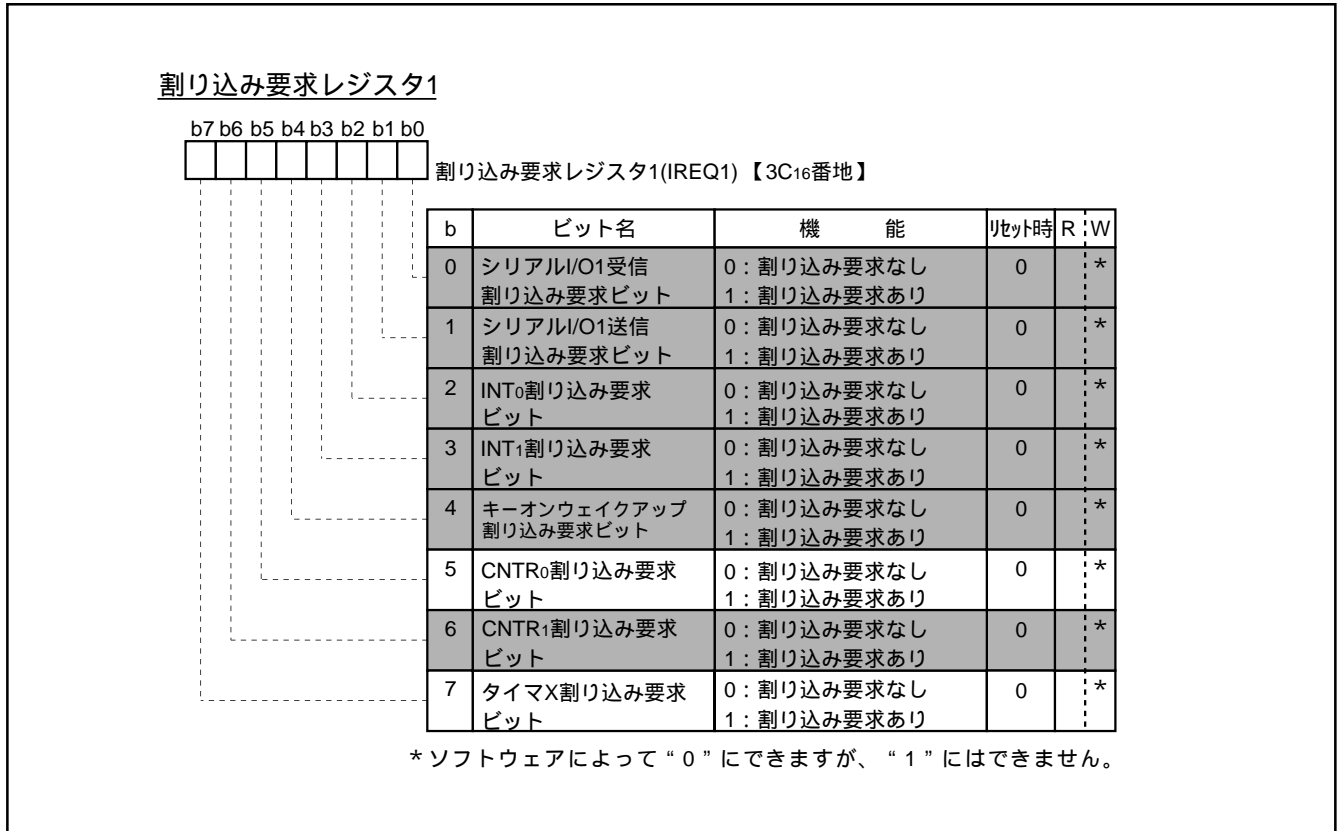 割り込み要求レジスタ1
b7 b6 b5 b4 b3 b2 b1 b0
割り込み要求レジスタ1(IREQ1)【3C16番地】
b ビット名 機 能 リセット時 R W
0 シリアルI/O1受信 0：割り込み要求なし 0 *
割り込み要求ビット 1：割り込み要求あり
1 シリアルI/O1送信 0：割り込み要求なし 0 *
割り込み要求ビット 1：割り込み要求あり
2 INT0割り込み要求 0：割り込み要求なし 0 *
ビット 1：割り込み要求あり
3 INT1割り込み要求 0：割り込み要求なし 0 *
ビット 1：割り込み要求あり
4 キーオンウェイクアップ 0：割り込み要求なし 0 *
割り込み要求ビット 1：割り込み要求あり
5 CNTR0割り込み要求 0：割り込み要求なし 0 *
ビット 1：割り込み要求あり
6 CNTR1割り込み要求 0：割り込み要求なし 0 *
ビット 1：割り込み要求あり
7 タイマX割り込み要求 0：割り込み要求なし 0 *
ビット 1：割り込み要求あり
*ソフトウェアによって“0”にできますが、“1”にはできません。